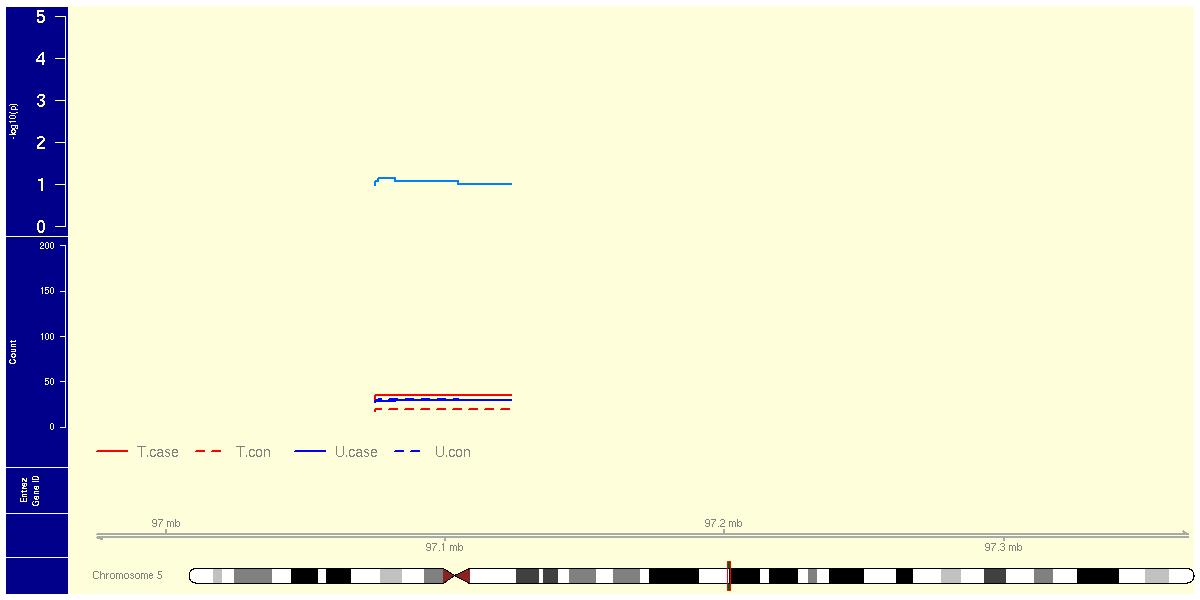 5
4
3
2
1
0
-log10(p)
200
150
100
50
0
Count
T.case T.con U.case U.con
Entrez
Gene ID
97 mb 97.2 mb
97.1 mb 97.3 mb
Chromosome 5